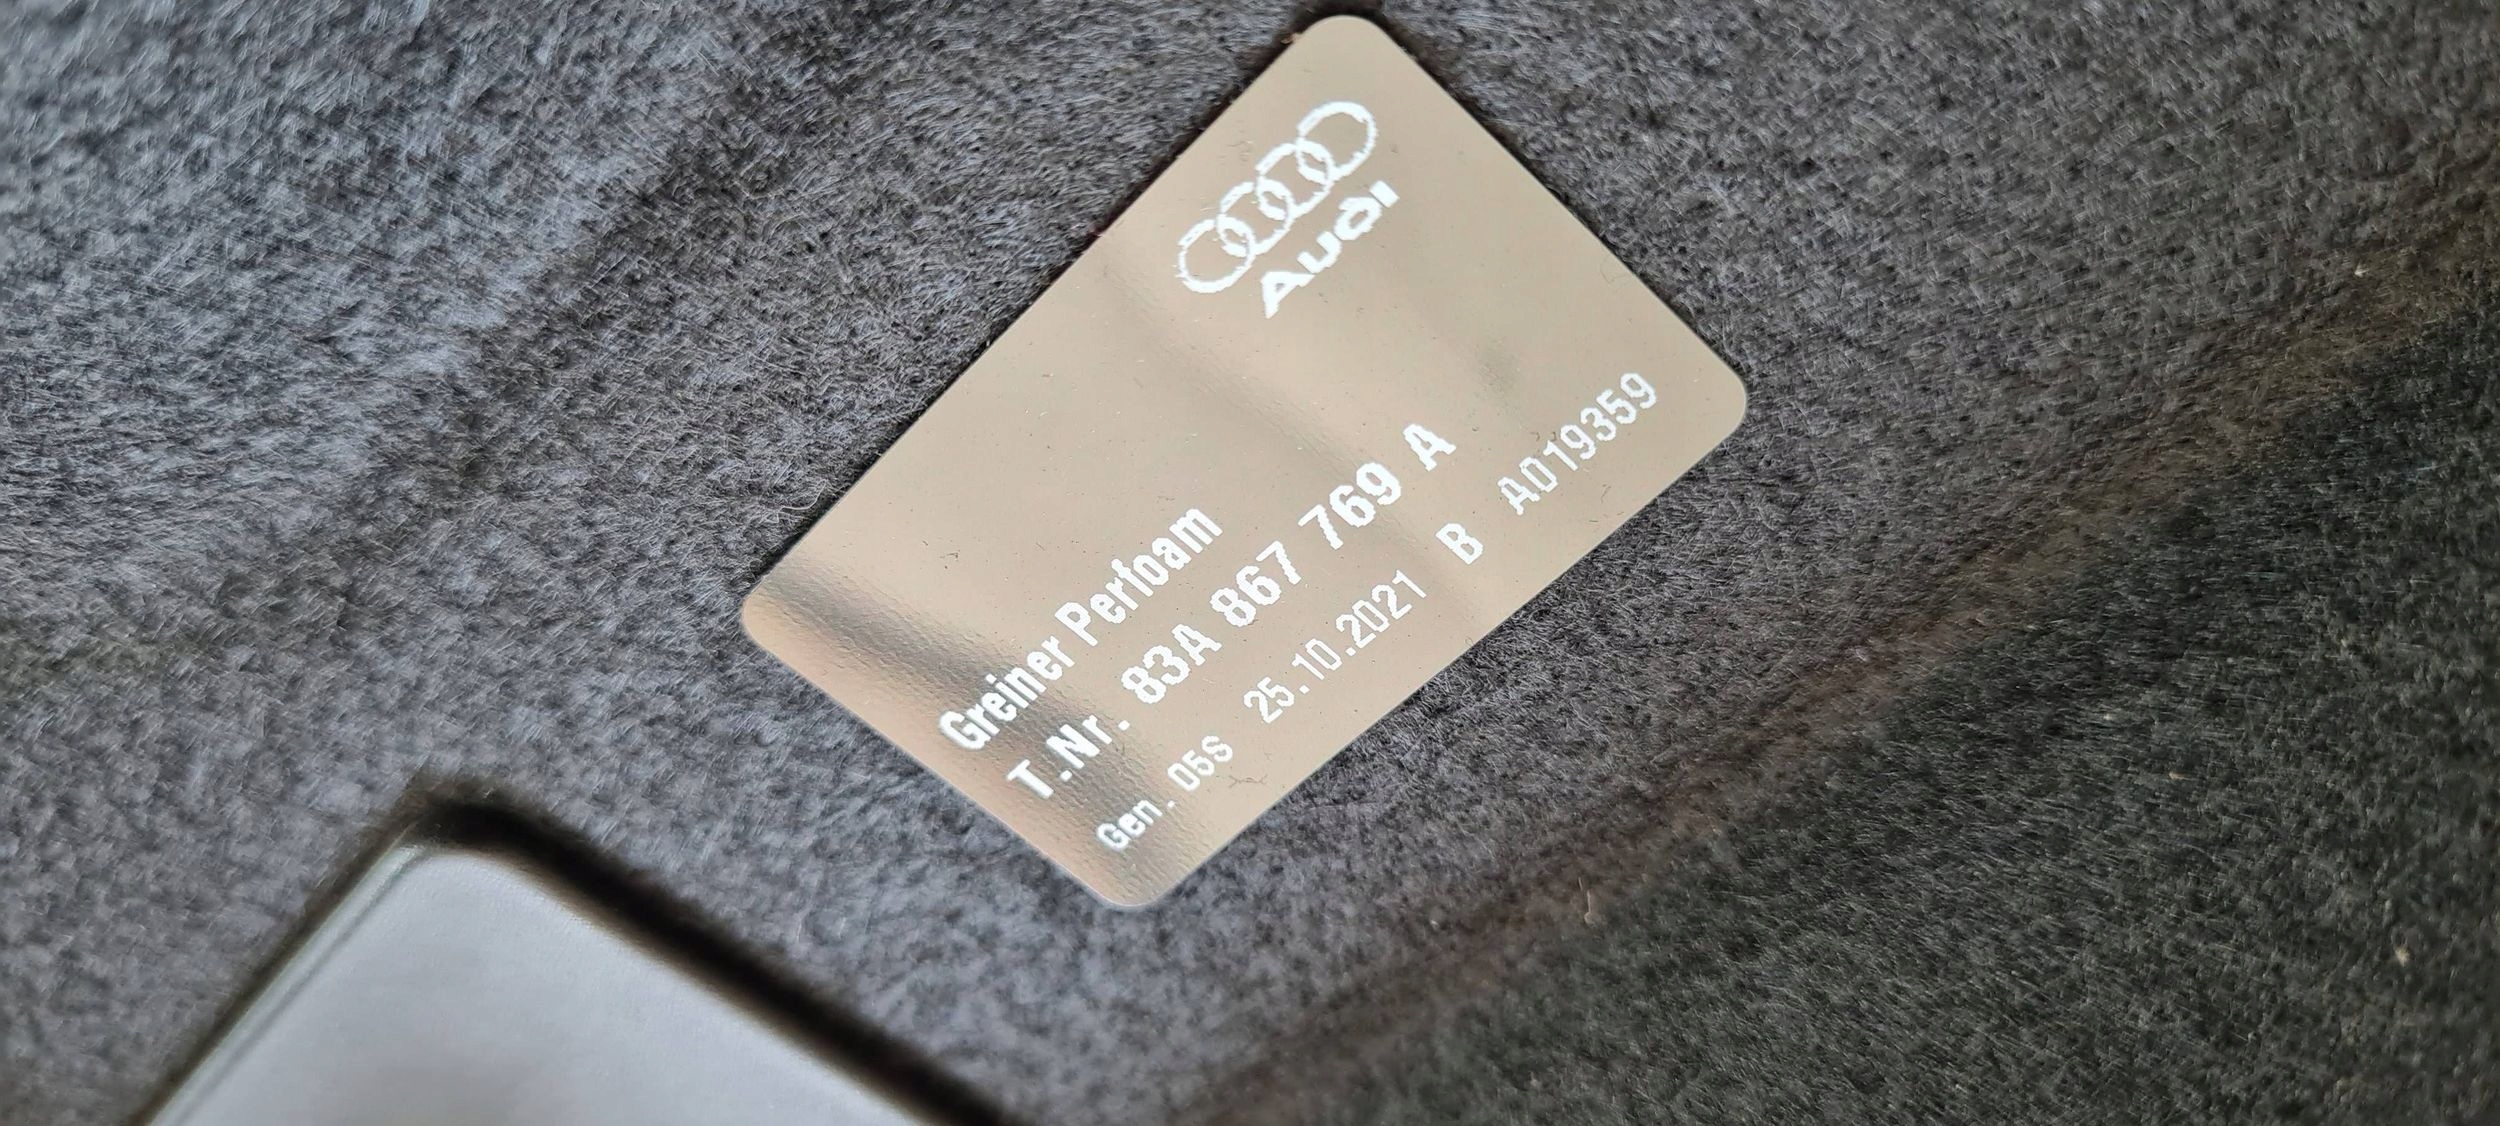 Audi
Greiner Perfoam
T.Nr. 83A 867 769 A
Gen. 05S 25.10.2021 B A019359